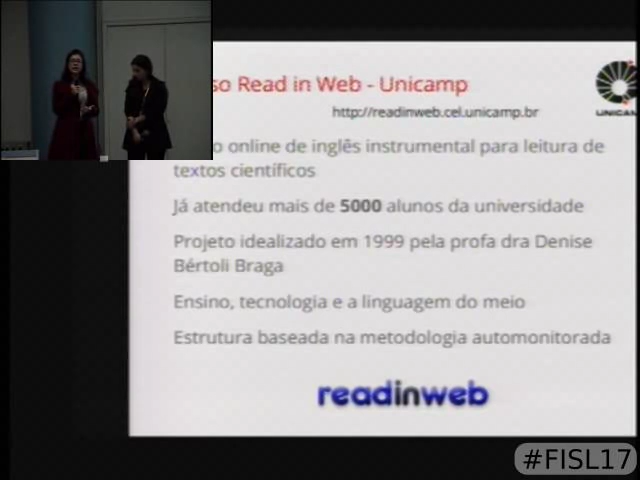 so Read in Web - Unicamp
http://readinweb.cel.unicamp.br
UNICAM
o online de inglês instrumental para leitura de
textos científicos
Já atendeu mais de 5000 alunos da universidade
Projeto idealizado em 1999 pela profa dra Denise
Bértoli Braga
Ensino, tecnologia e a linguagem do meio
Estrutura baseada na metodologia automonitorada
readinweb
#FISL17